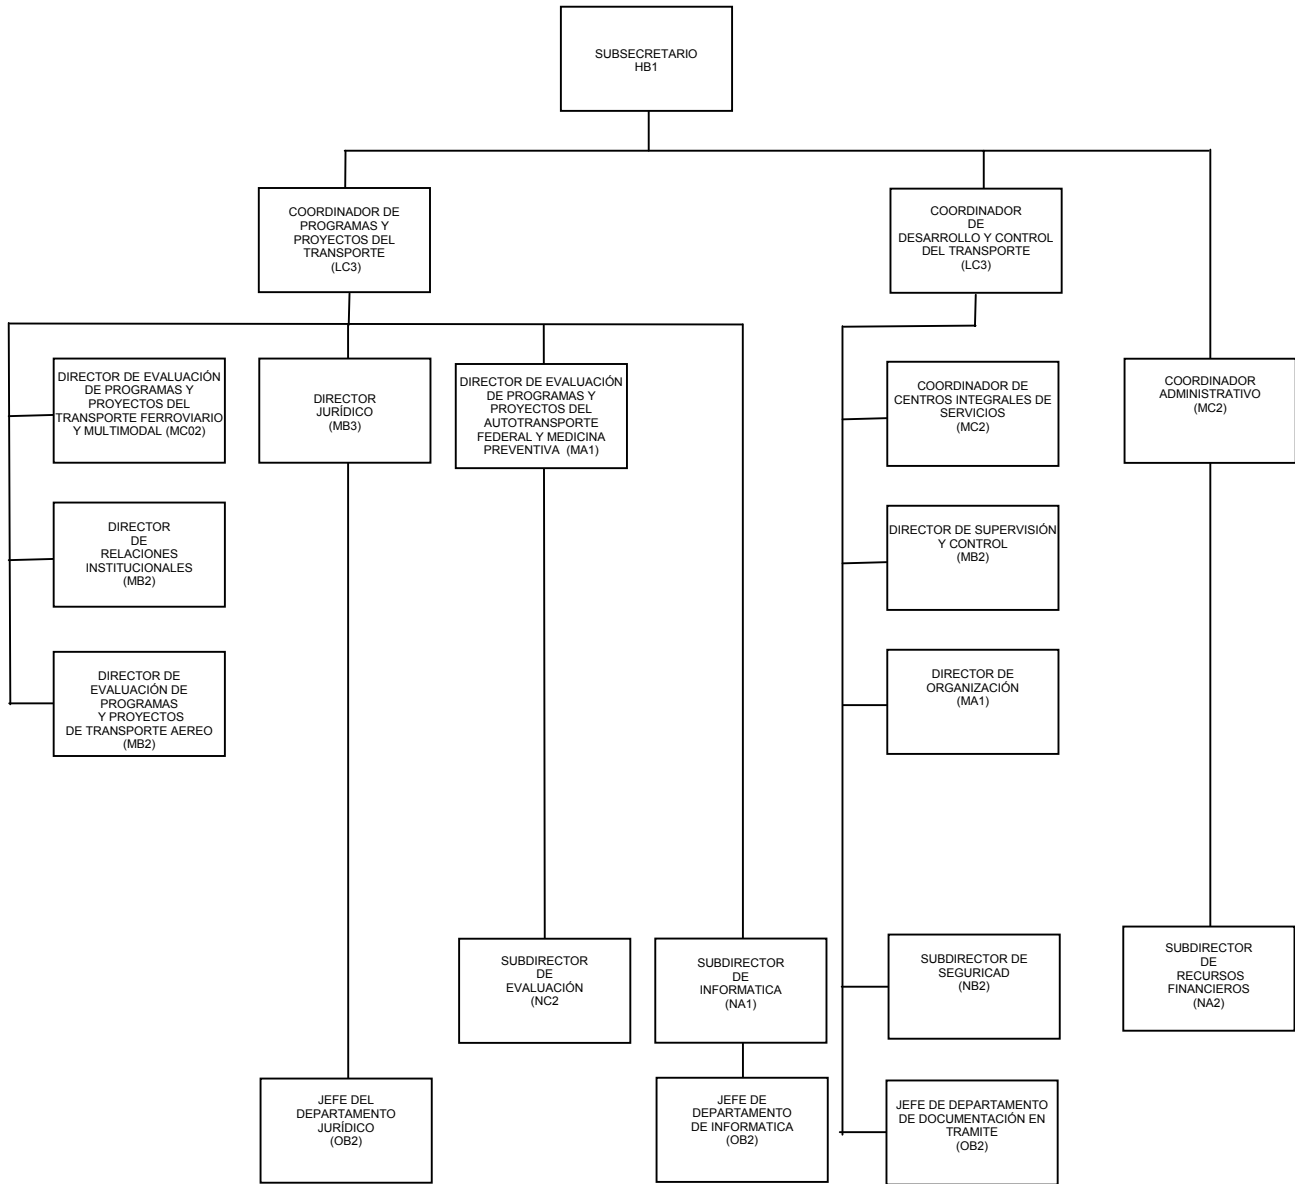 SUBSECRETARIO
HB1
COORDINADOR DE
PROGRAMAS Y
PROYECTOS DEL
TRANSPORTE
(LC3)
COORDINADOR
DE
DESARROLLO Y CONTROL
DEL TRANSPORTE
(LC3)
DIRECTOR DE EVALUACIÓN
DE PROGRAMAS Y
PROYECTOS DEL
TRANSPORTE FERROVIARIO
Y MULTIMODAL (MC02)
DIRECTOR
JURÍDICO
(MB3)
DIRECTOR DE EVALUACIÓN
DE PROGRAMAS Y
PROYECTOS DEL
AUTOTRANSPORTE
FEDERAL Y MEDICINA
PREVENTIVA (MA1)
COORDINADOR DE
CENTROS INTEGRALES DE
SERVICIOS
(MC2)
COORDINADOR
ADMINISTRATIVO
(MC2)
DIRECTOR
DE
RELACIONES
INSTITUCIONALES
(MB2)
DIRECTOR DE SUPERVISIÓN
Y CONTROL
(MB2)
DIRECTOR DE
EVALUACIÓN DE
PROGRAMAS
Y PROYECTOS
DE TRANSPORTE AEREO
(MB2)
DIRECTOR DE
ORGANIZACIÓN
(MA1)
SUBDIRECTOR
DE
EVALUACIÓN
(NC2
SUBDIRECTOR
DE
INFORMATICA
(NA1)
SUBDIRECTOR DE
SEGURICAD
(NB2)
SUBDIRECTOR
DE
RECURSOS
FINANCIEROS
(NA2)
JEFE DEL
DEPARTAMENTO
JURÍDICO
(OB2)
JEFE DE
DEPARTAMENTO
DE INFORMATICA
(OB2)
JEFE DE DEPARTAMENTO
DE DOCUMENTACIÓN EN
TRAMITE
(OB2)